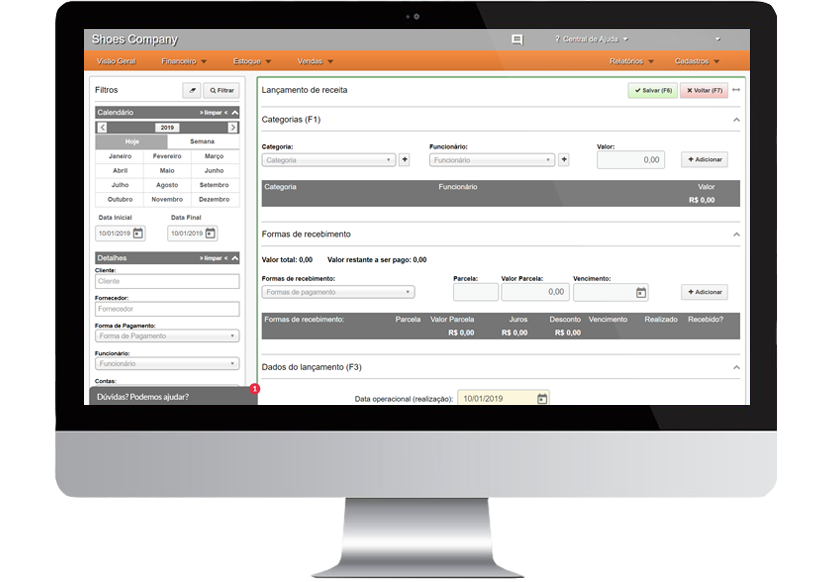 Shoes Company
? Central de Ajuda
Visão Geral Financeiro Estoque Vendas Relatórios Cadastros
Filtros
Filtrar
Calendário » limpar «
2019
Hoje Semana
Janeiro Fevereiro Março
Abril Maio Junho
Julho Agosto Setembro
Outubro Novembro Dezembro
Data Inicial Data Final
10/01/2019 10/01/2019
Detalhes » limpar «
Cliente:
Cliente
Fornecedor:
Fornecedor
Forma de Pagamento:
Forma de Pagamento
Funcionário:
Funcionário
Contas:
Dúvidas? Podemos ajudar?
1
Lançamento de receita
Salvar (F6) Voltar (F7)
Categorias (F1)
Categoria: Funcionário: Valor:
Categoria + Funcionário + 0,00 + Adicionar
Categoria Funcionário Valor
R$ 0,00
Formas de recebimento
Valor total: 0,00 Valor restante a ser pago: 0,00
Formas de recebimento: Parcela: Valor Parcela: Vencimento:
Formas de pagamento 0,00 + Adicionar
Formas de recebimento: Parcela Valor Parcela Juros Desconto Vencimento Realizado Recebido?
R$ 0,00 R$ 0,00 R$ 0,00
Dados do lançamento (F3)
Data operacional (realização): 10/01/2019